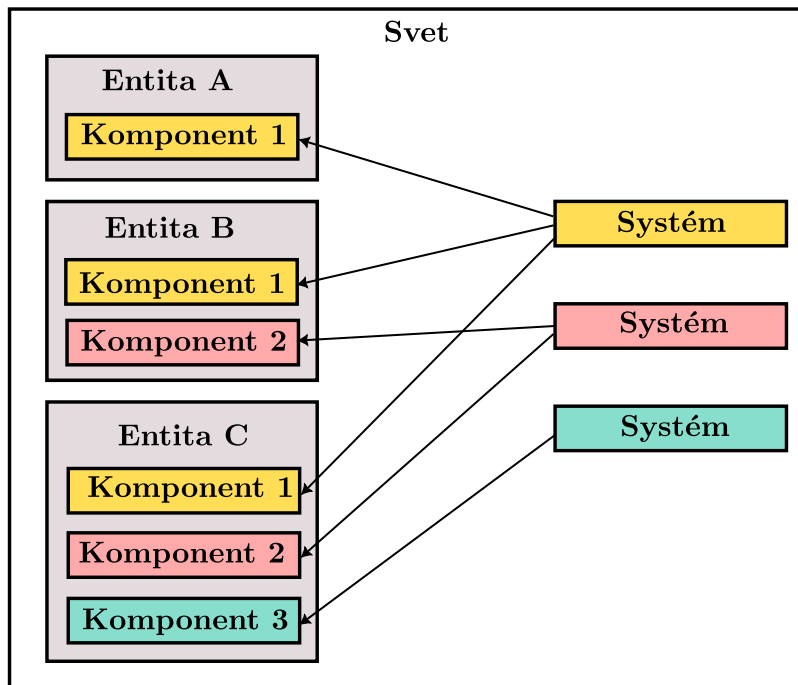 Svet
Entita A
Komponent 1
Entita B
Komponent 1
Komponent 2
Entita C
Komponent 1
Komponent 2
Komponent 3
Systém
Systém
Systém